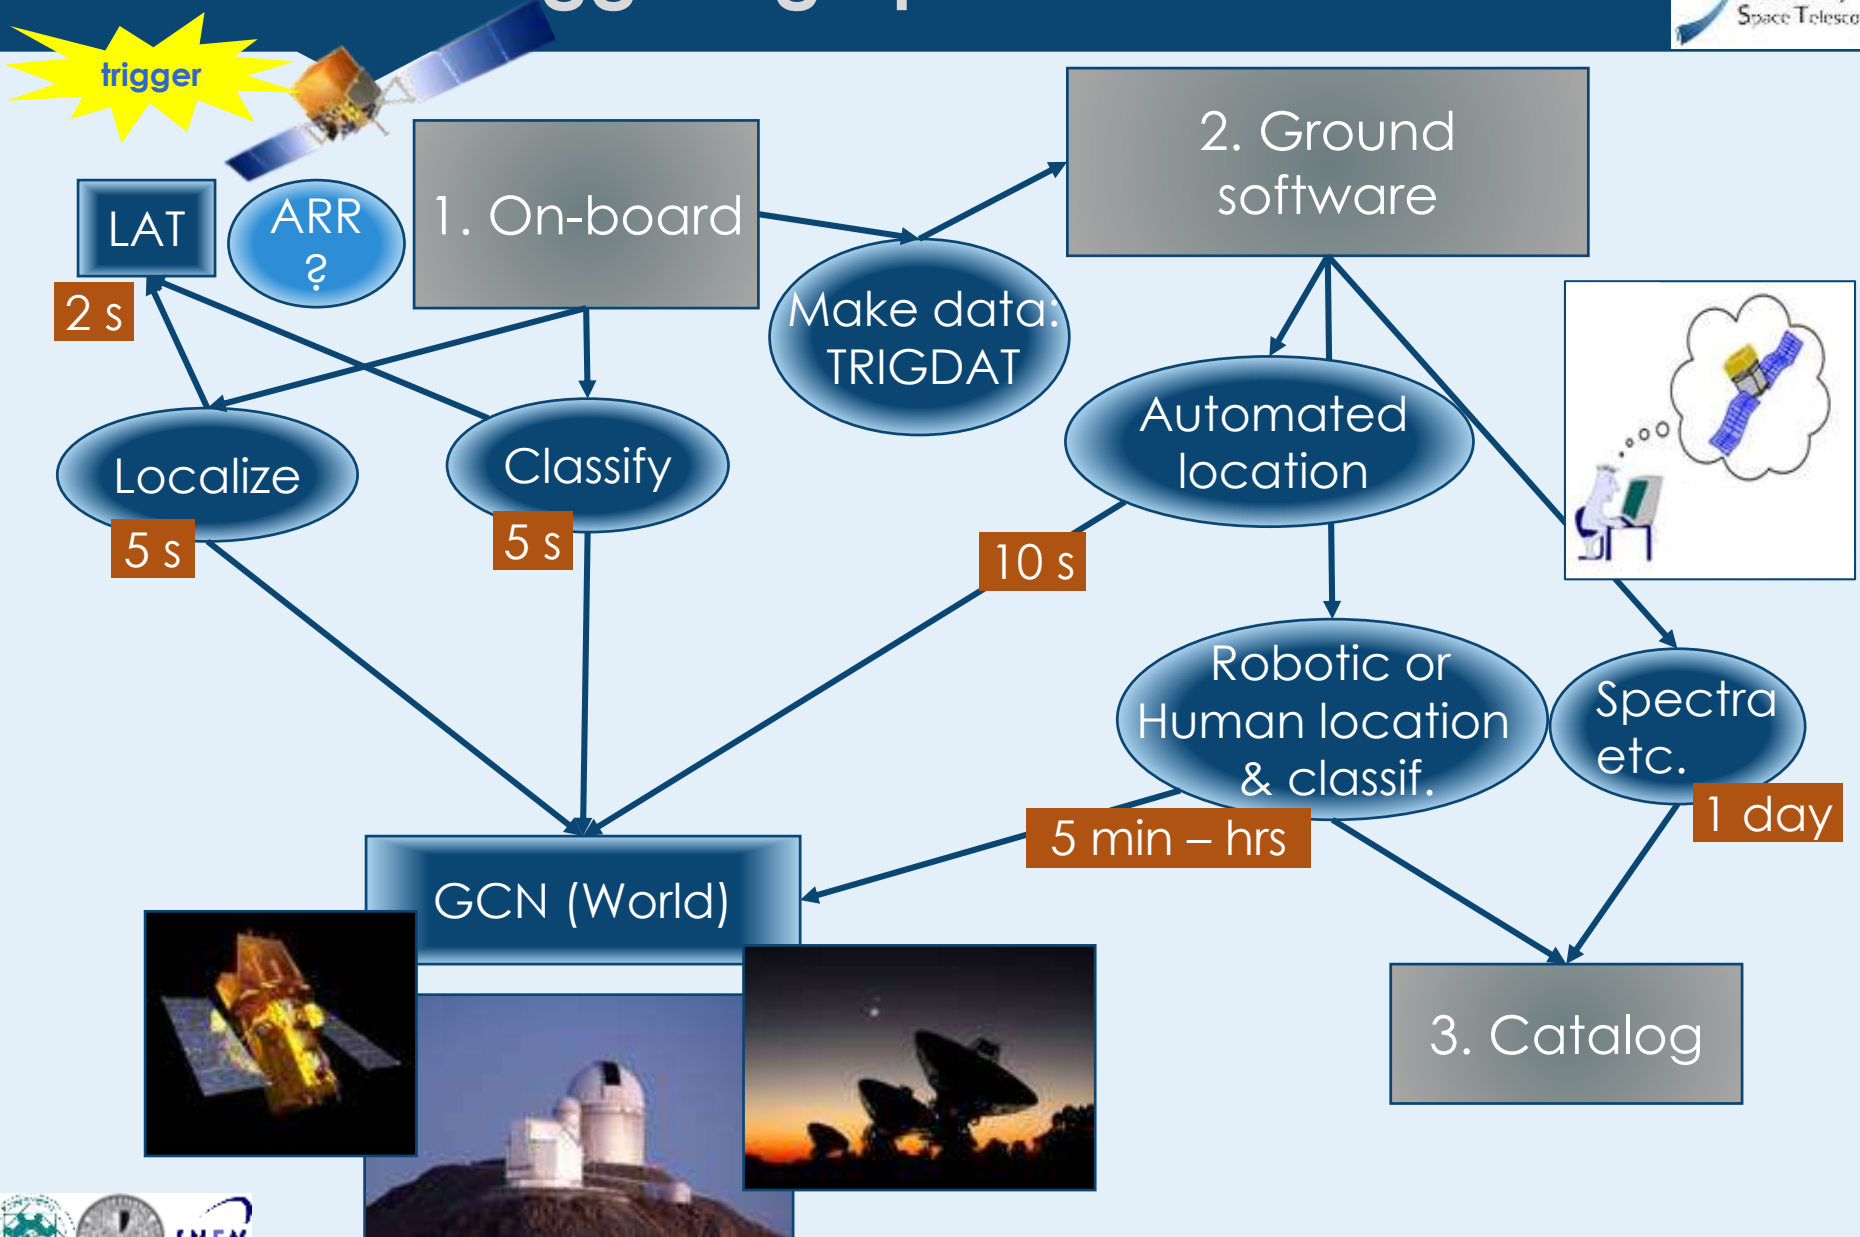 Space Telesco
trigger
LAT
ARR
?
2 s
1. On-board
2. Ground
software
Make data:
TRIGDAT
Localize
5 s
Classify
5 s
Automated
location
10 s
Robotic or
Human location
& classif.
5 min – hrs
Spectra
etc.
1 day
GCN (World)
3. Catalog